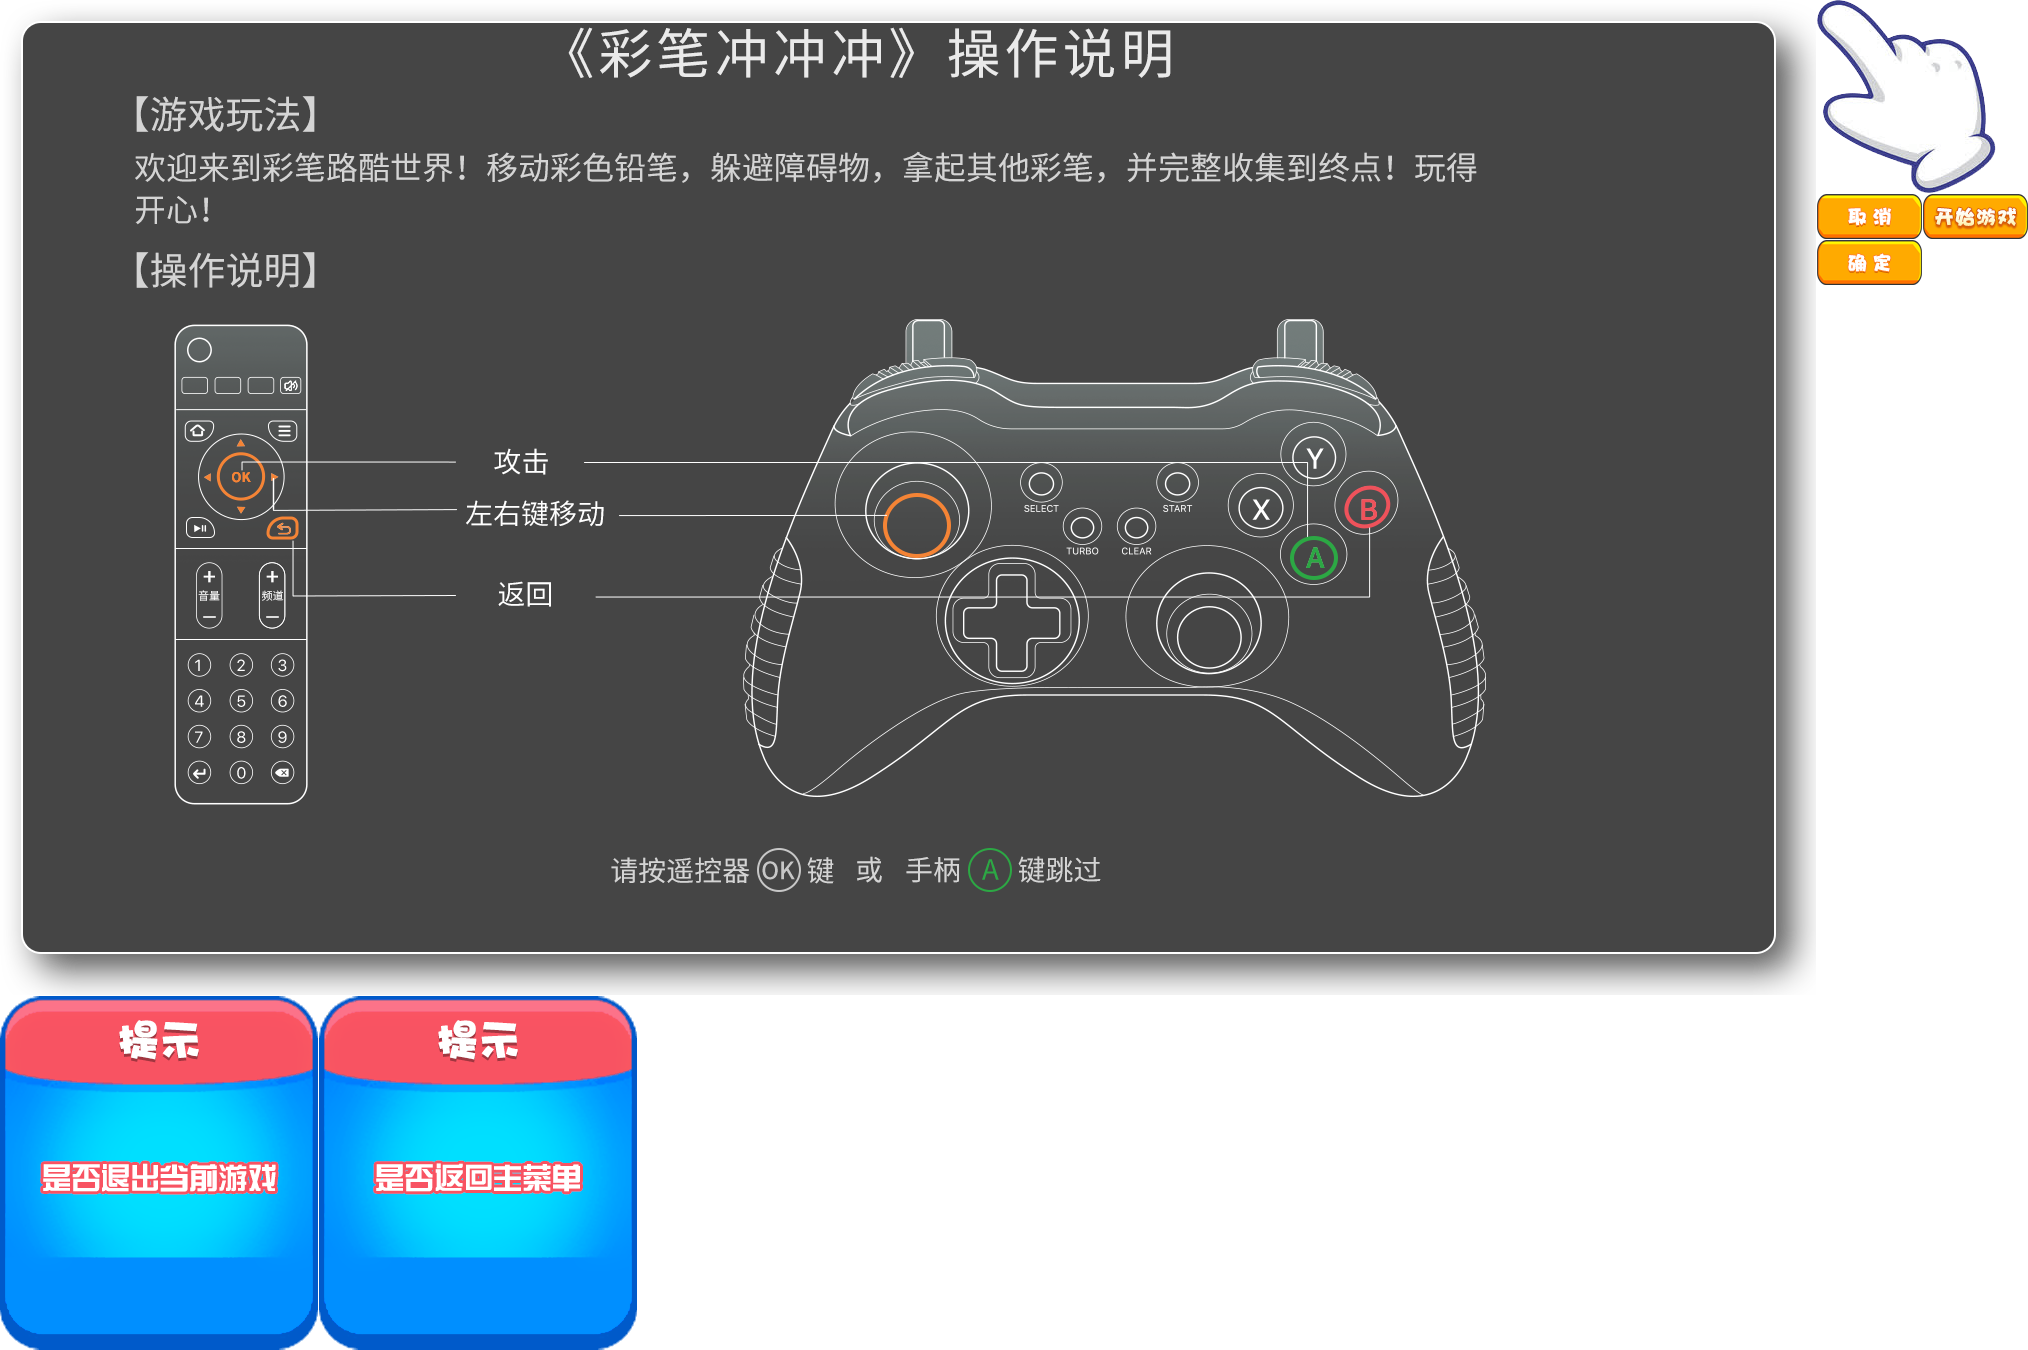 《彩笔冲冲冲》操作说明
【游戏玩法】
欢迎来到彩笔路酷世界！移动彩色铅笔，躲避障碍物，拿起其他彩笔，并完整收集到终点！玩得
开心！
【操作说明】
OK
音量
频道
1 2 3
4 5 6
7 8 9
0
攻击
左右键移动
返回
SELECT
START
TURBO
CLEAR
Y
X
B
A
请按遥控器 OK 键 或 手柄 A 键跳过
取消
开始游戏
确定
提示
是否退出当前游戏
提示
是否返回主菜单